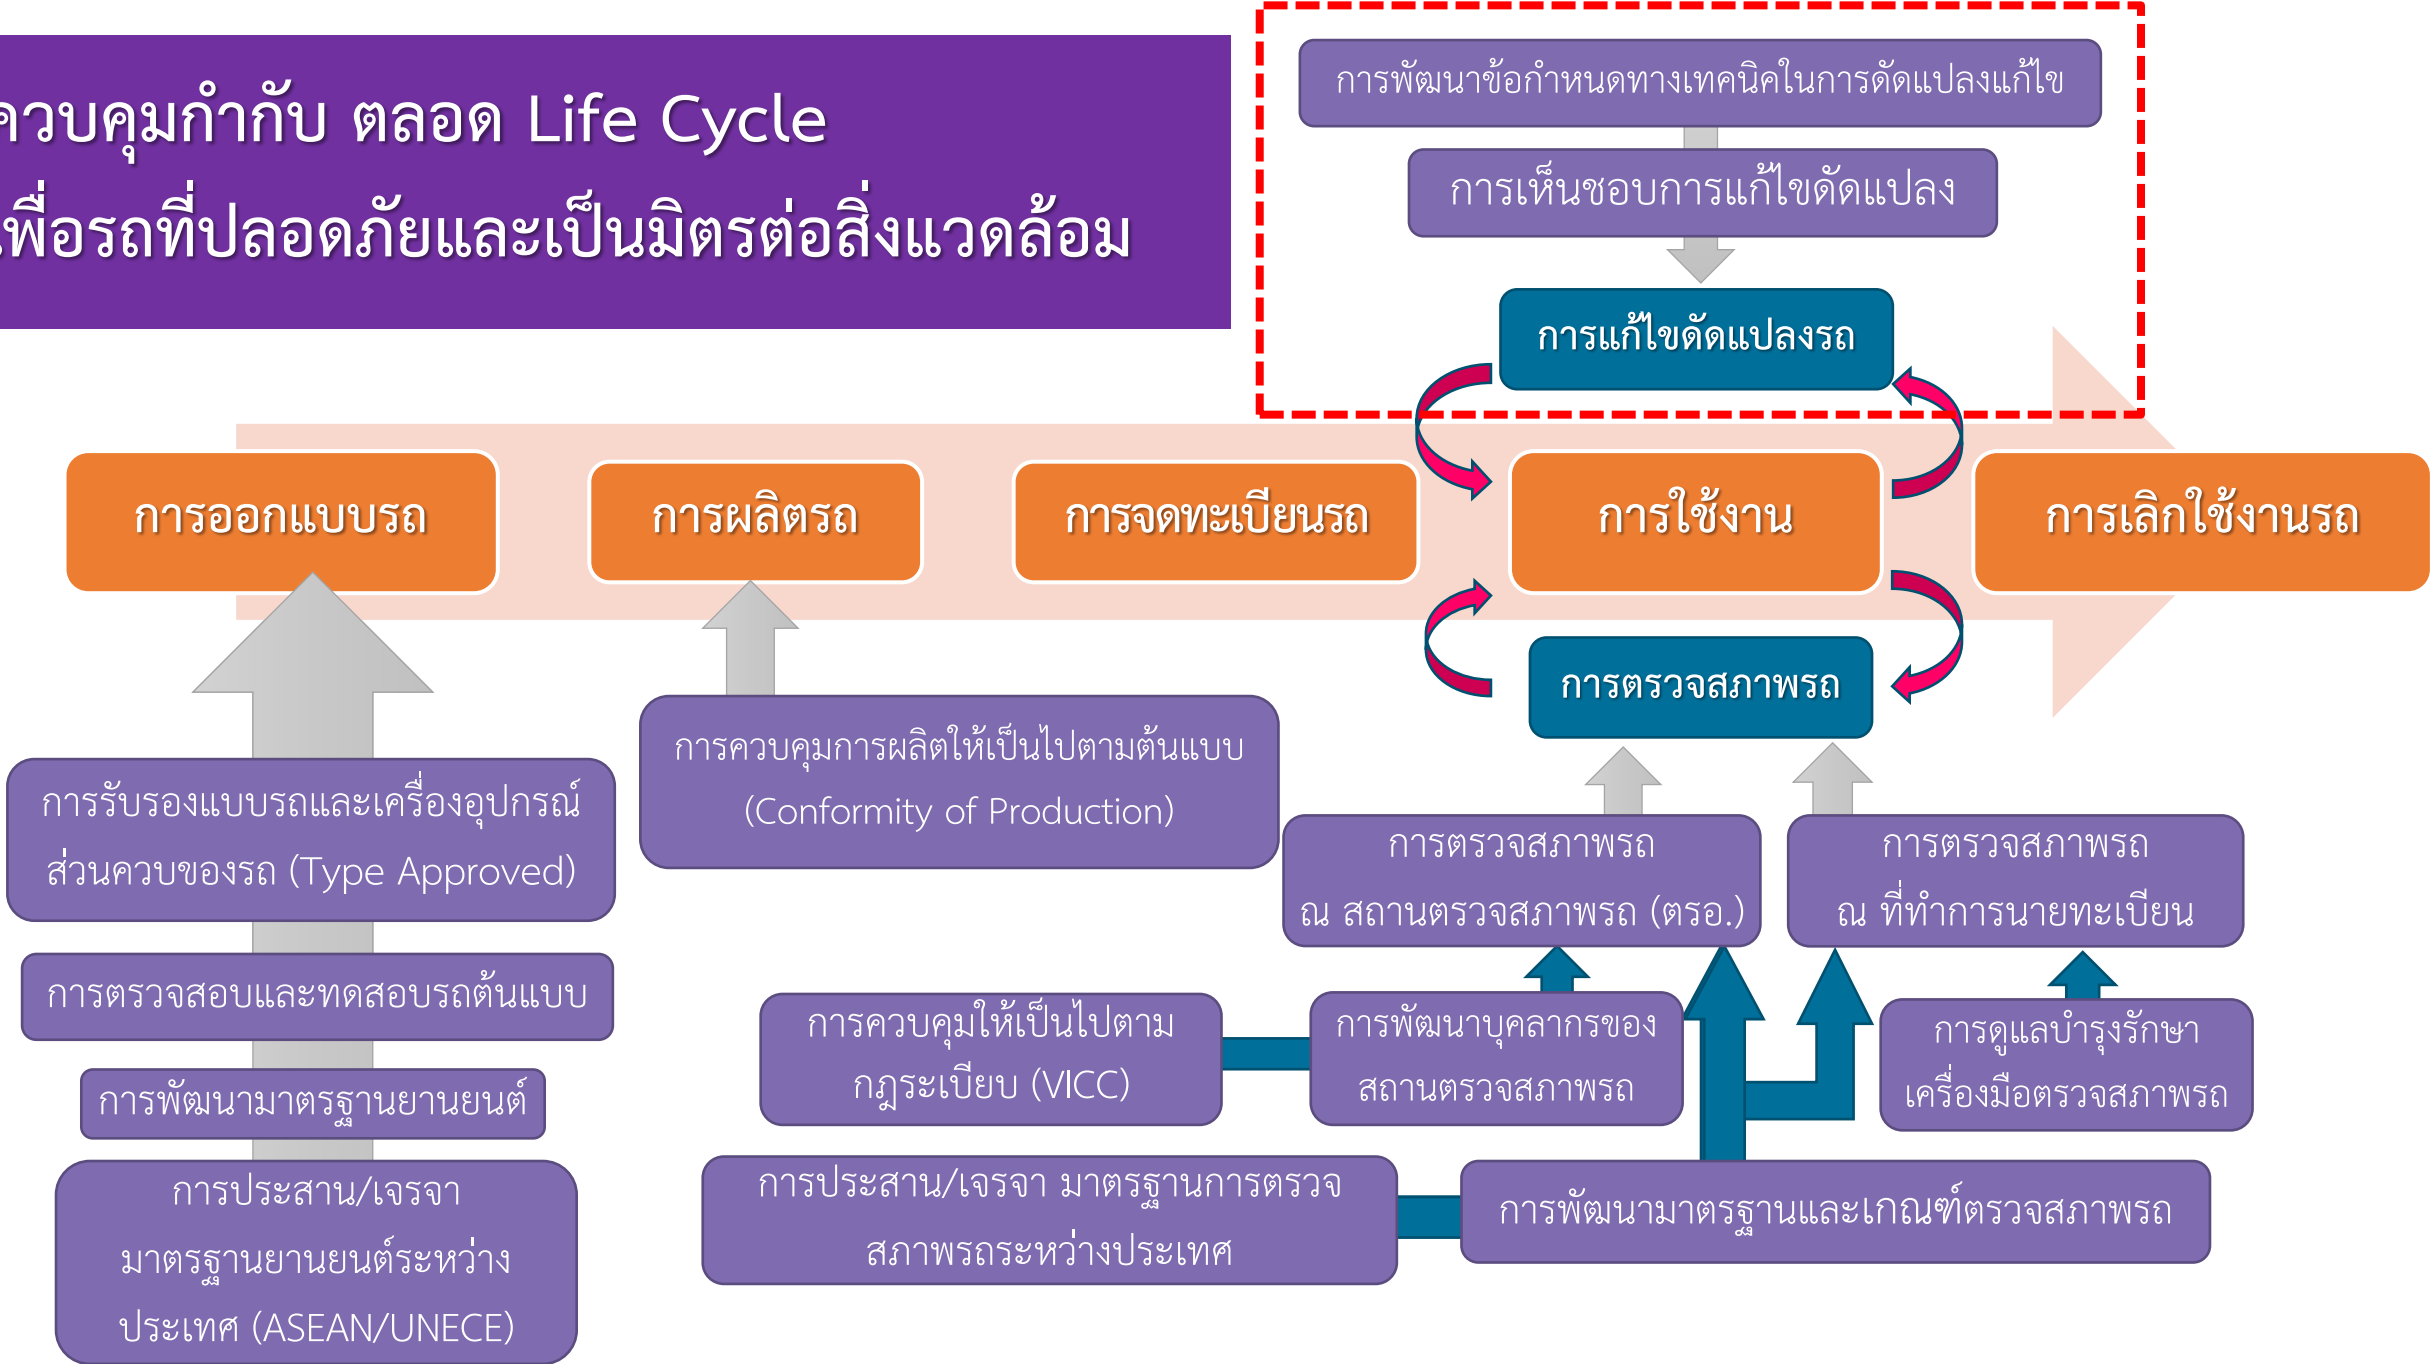 ควบคุมกำกับ ตลอด Life Cycle
เพื่อรถที่ปลอดภัยและเป็นมิตรต่อสิ่งแวดล้อม
การพัฒนาข้อกำหนดทางเทคนิคในการดัดแปลงแก้ไข
การเห็นชอบการแก้ไขดัดแปลง
การแก้ไขดัดแปลงรถ
การออกแบบรถ
การผลิตรถ
การจดทะเบียนรถ
การใช้งาน
การเลิกใช้งานรถ
การตรวจสภาพรถ
การรับรองแบบรถและเครื่องอุปกรณ์
ส่วนควบของรถ (Type Approved)
การตรวจสอบและทดสอบรถต้นแบบ
การพัฒนามาตรฐานยานยนต์
การประสาน/เจรจา
มาตรฐานยานยนต์ระหว่าง
ประเทศ (ASEAN/UNECE)
การควบคุมการผลิตให้เป็นไปตามต้นแบบ
(Conformity of Production)
การตรวจสภาพรถ
ณ สถานตรวจสภาพรถ (ตรอ.)
การตรวจสภาพรถ
ณ ที่ทำการนายทะเบียน
การควบคุมให้เป็นไปตาม
กฎระเบียบ (VICC)
การพัฒนาบุคลากรของ
สถานตรวจสภาพรถ
การดูแลบำรุงรักษา
เครื่องมือตรวจสภาพรถ
การประสาน/เจรจา มาตรฐานการตรวจ
สภาพรถระหว่างประเทศ
การพัฒนามาตรฐานและเกณฑ์ตรวจสภาพรถ